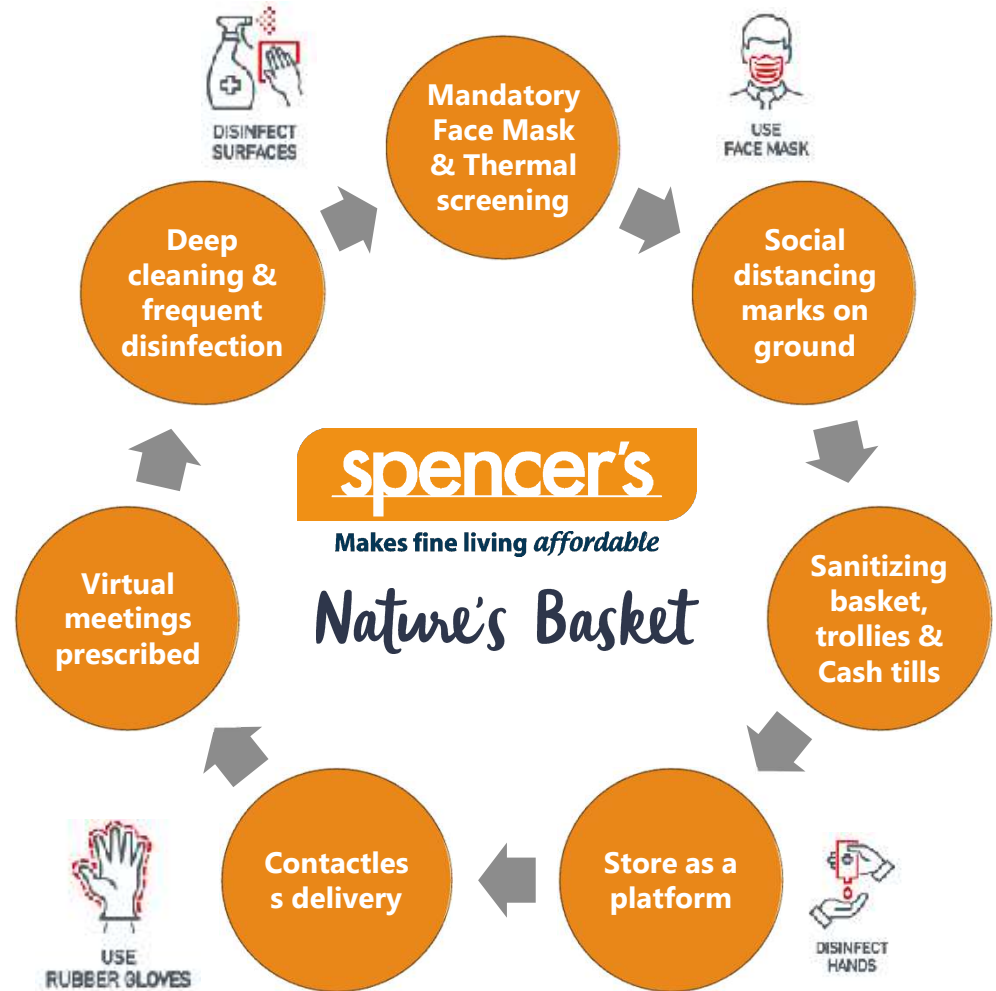 DISINFECT
SURFACES
Mandatory
Face Mask
& Thermal
screening
USE
FACE MASK
Deep
cleaning &
frequent
disinfection
Social
distancing
marks on
ground
spencer's
Makes fine living affordable
Nature's Basket
Virtual
meetings
prescribed
Sanitizing
basket,
trollies &
Cash tills
Contactles
s delivery
Store as a
platform
USE
RUBBER GLOVES
DISINFECT
HANDS